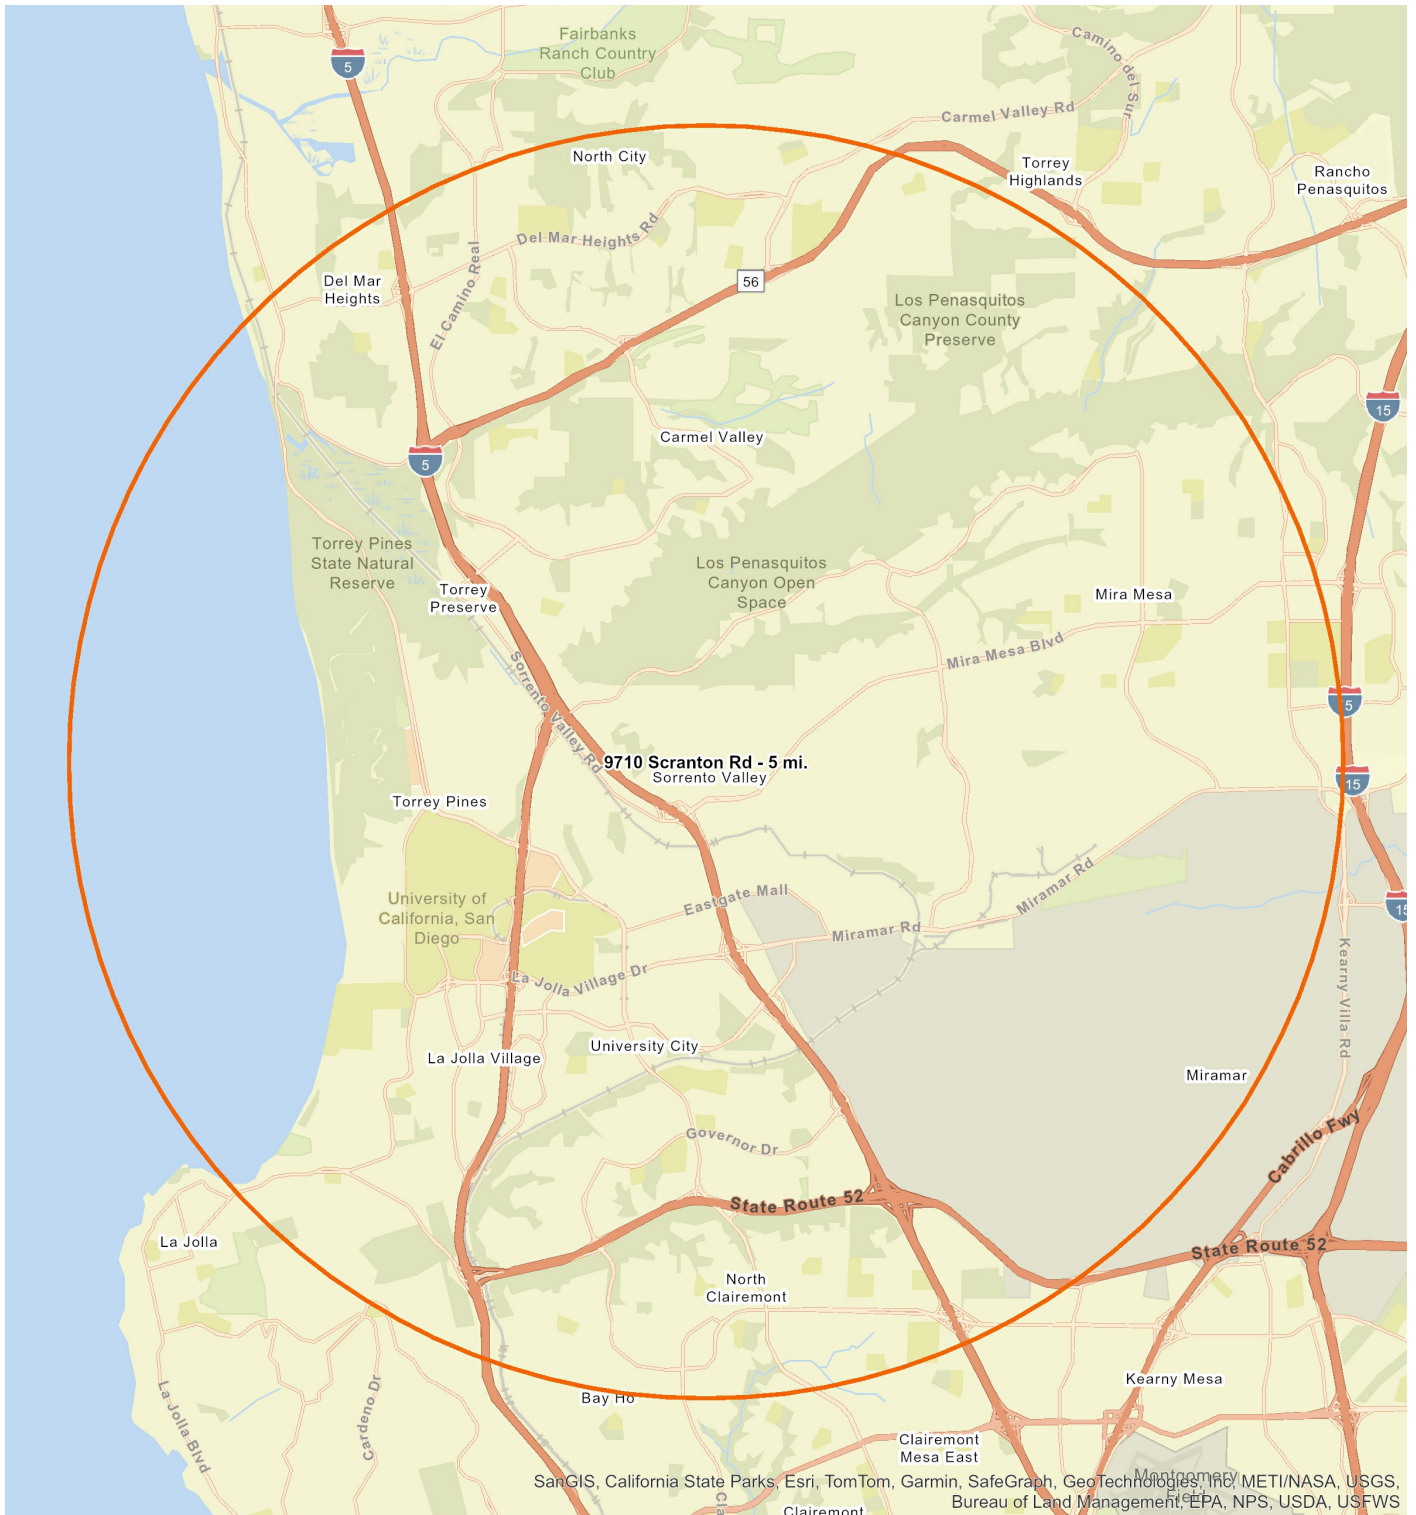 Fairbanks
Ranch Country
Club
Camino del Sur
5
Carmel Valley Rd
North City
Torrey
Highlands
Rancho
Penasquitos
Del Mar Heights Rd
El Camino Real
Del Mar
Heights
56
Los Penasquitos
Canyon County
Preserve
15
Carmel Valley
5
Torrey Pines
State Natural
Reserve
Los Penasquitos
Canyon Open
Space
Torrey
Preserve
Mira Mesa
Mira Mesa Blvd
Sorrento Valley Rd
15
9710 Scranton Rd - 5 mi.
Sorrento Valley
15
Torrey Pines
Miramar Rd
Eastgate Mall
University of
California, San
Diego
15
Miramar Rd
La Jolla Village Dr
Kearny Villa Rd
University City
La Jolla Village
Miramar
Governor Dr
Cabrillo Fwy
State Route 52
La Jolla
State Route 52
North
Clairemont
Kearny Mesa
Bay Ho
La Jolla Blvd
Cardeno Dr
Clairemont
Mesa East
Montgomery
Field
SanGIS, California State Parks, Esri, TomTom, Garmin, SafeGraph, GeoTechnologies, Inc, METI/NASA, USGS,
Bureau of Land Management, EPA, NPS, USDA, USFWS
Clairemont